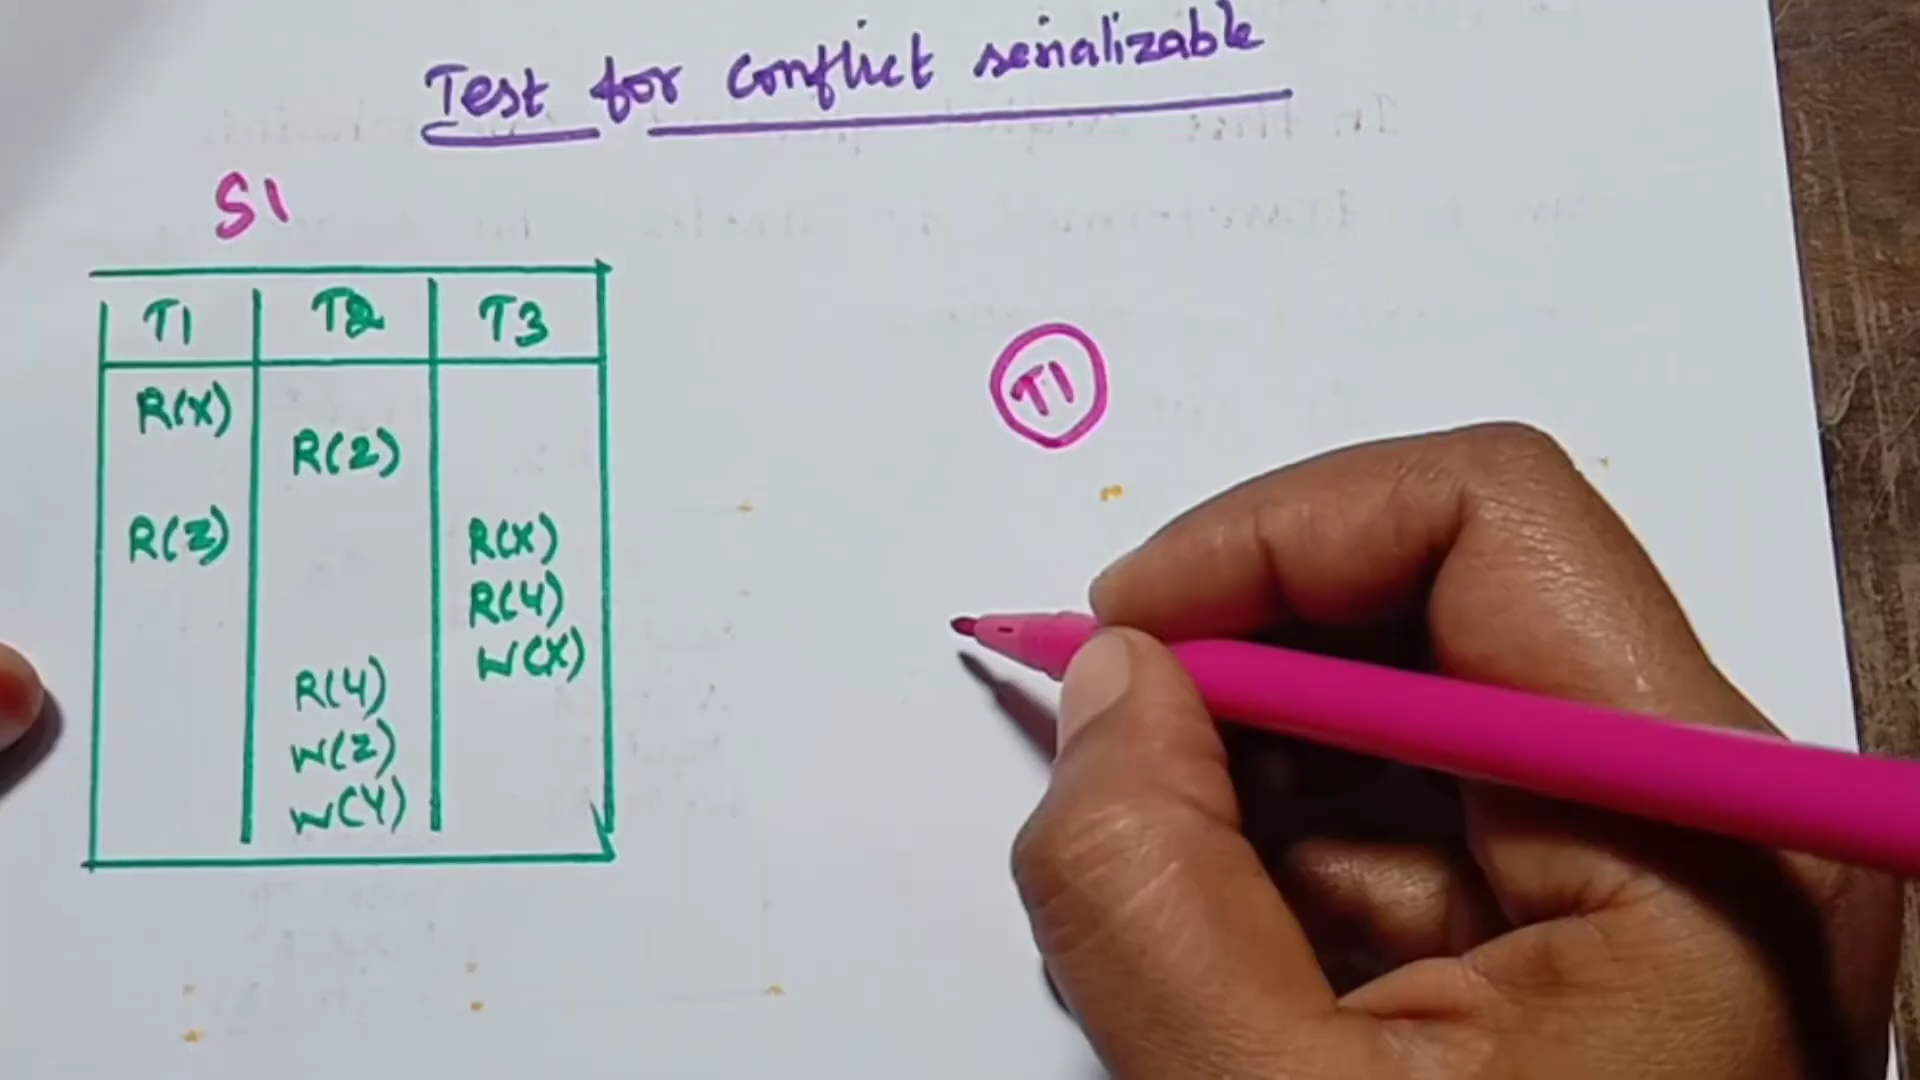 Test for conflict serializable
S1
T1 T2 T3
T1
R(X)
R(Z)
R(Z) R(X)
R(Y)
W(X)
R(Y)
W(Z)
W(Y)